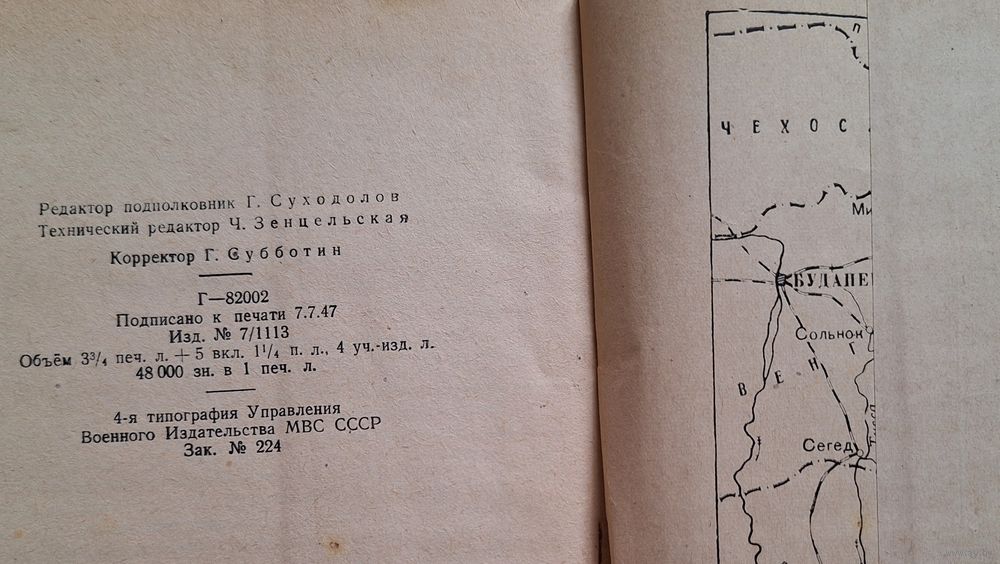 Редактор подполковник Г. Суходолов
Технический редактор Ч. Зенцельская
Корректор Г. Субботин
Г—82002
Подписано к печати 7.7.47
Изд. № 7/1113
Объём 3³/₄ печ. л. + 5 вкл. 1¹/₄ п. л., 4 уч.-изд. л.
48 000 зн. в 1 печ. л.
4-я типография Управления
Военного Издательства МВС СССР
Зак. № 224
П
ЧЕХОС
Ми
БУДАПЕ
Сольнок
ВЕНГ
Тисса
Сегед